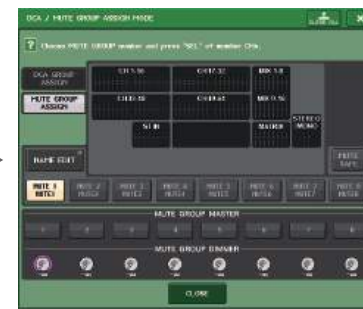 DCA / MUTE GROUP ASSIGN MODE
? Choose MUTE GROUP number and press "SEL" of member CHs.
DCA GROUP ASSIGN
CH 1-16
CH 17-32
MIX 1-8
MUTE GROUP ASSIGN
CH 33-48
CH 49-64
MIX 9-16
ST IN
MATRIX
STEREO MONO
NAME EDIT
MUTE SAFE
MUTE 1
MUTE 2
MUTE 3
MUTE 4
MUTE 5
MUTE 6
MUTE 7
MUTE 8
MUTE GROUP MASTER
1 2 3 4 5 6 7 8
MUTE GROUP DIMMER
CLOSE